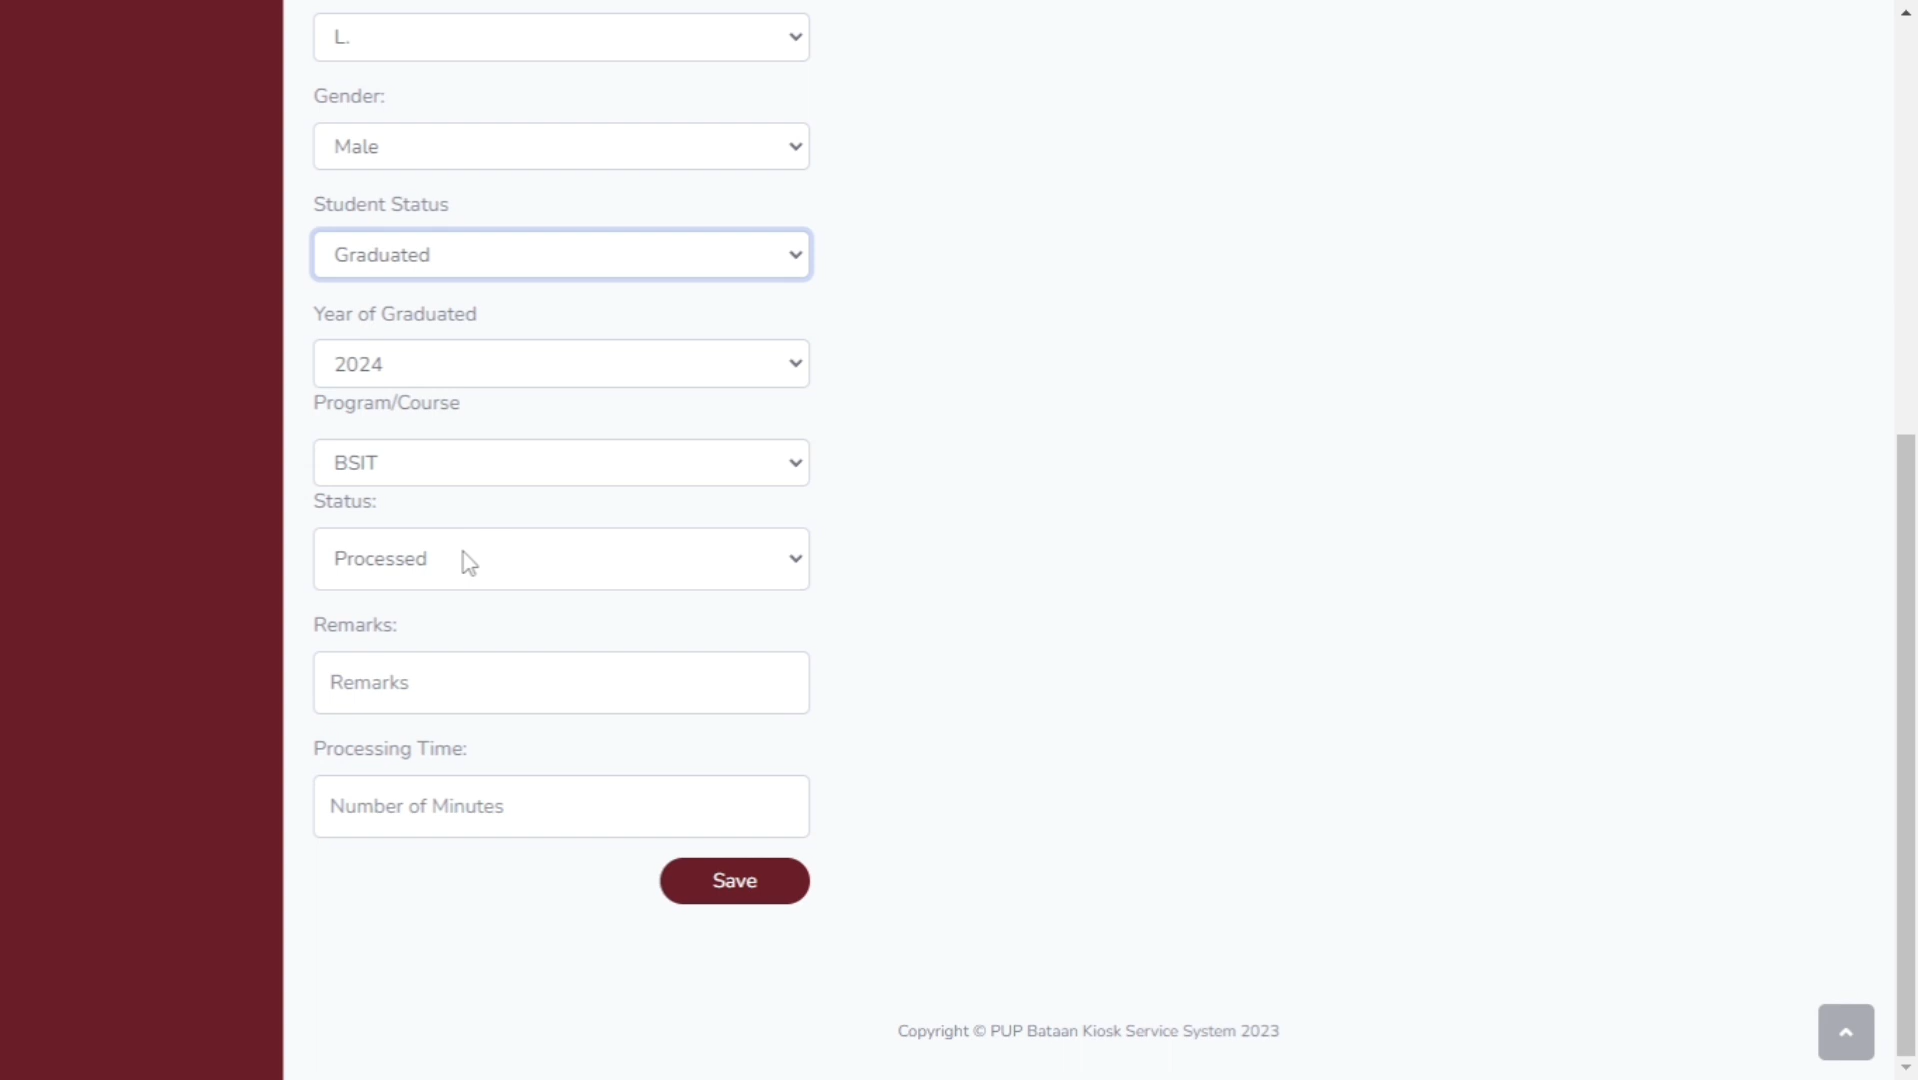 L.
Gender:
Male
Student Status
Graduated
Year of Graduated
2024
Program/Course
BSIT
Status:
Processed
Remarks:
Remarks
Processing Time:
Number of Minutes
Save
Copyright © PUP Bataan Kiosk Service System 2023